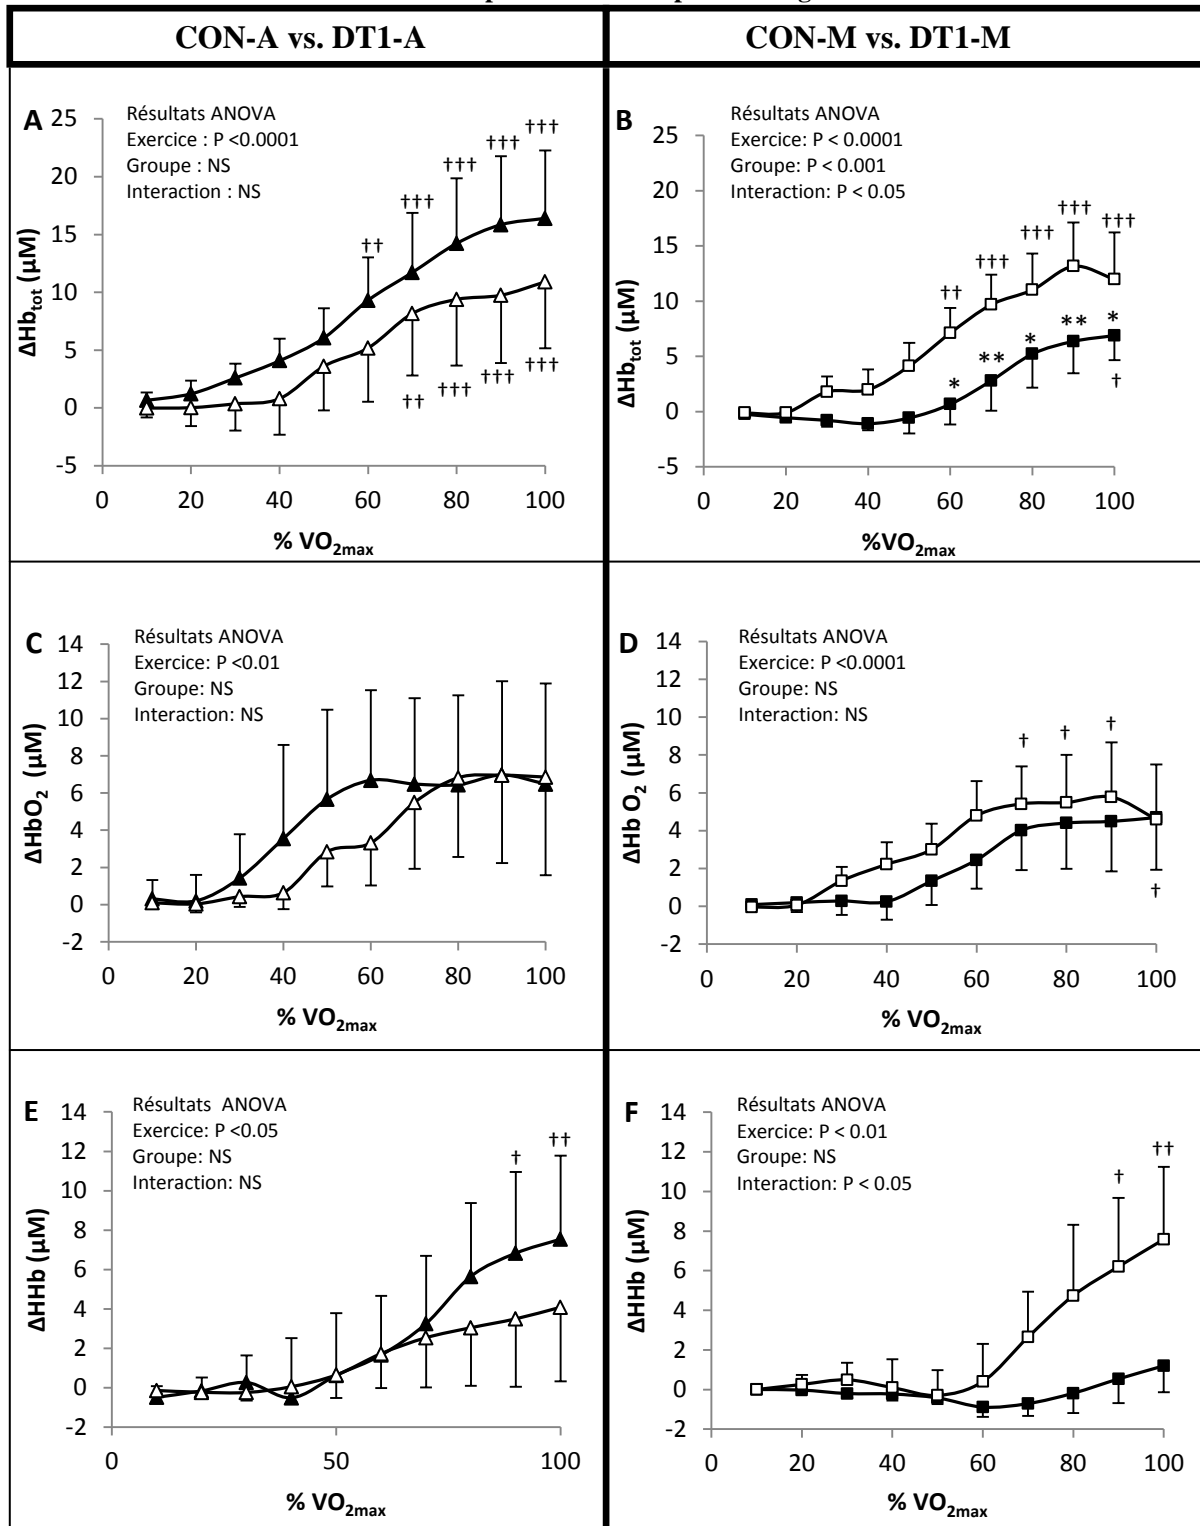 CON-A vs. DT1-A
CON-M vs. DT1-M
A
Résultats ANOVA
Exercice : P <0.0001
Groupe : NS
Interaction : NS
25
20
15
10
5
0
-5
ΔHbtot (µM)
†† ††† ††† ††† †††
†† ††† ††† †††
0 20 40 60 80 100
% VO2max
B
Résultats ANOVA
Exercice: P < 0.0001
Groupe: P < 0.001
Interaction: P < 0.05
25
20
15
10
5
0
-5
ΔHbtot (µM)
†† ††† ††† ††† †††
* ** * ** *
†
0 20 40 60 80 100
%VO2max
C
Résultats ANOVA
Exercice: P <0.01
Groupe: NS
Interaction: NS
14
12
10
8
6
4
2
0
-2
ΔHbO2 (µM)
0 20 40 60 80 100
% VO2max
D
Résultats ANOVA
Exercice: P <0.0001
Groupe: NS
Interaction: NS
14
12
10
8
6
4
2
0
-2
ΔHb O2 (µM)
† † †
†
0 20 40 60 80 100
% VO2max
E
Résultats ANOVA
Exercice: P <0.05
Groupe: NS
Interaction: NS
14
12
10
8
6
4
2
0
-2
ΔHHb (µM)
† ††
0 50 100
% VO2max
F
Résultats ANOVA
Exercice: P < 0.01
Groupe: NS
Interaction: P < 0.05
14
12
10
8
6
4
2
0
-2
ΔHHb (µM)
† ††
0 20 40 60 80 100
% VO2max